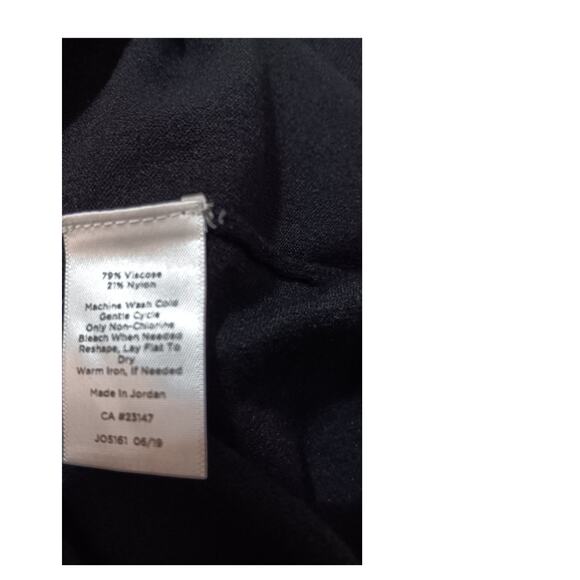 79% Viscose
21% Nylon
Machine Wash Cold
Gentle Cycle
Only Non-Chlorine
Bleach When Needed
Reshape, Lay Flat To
Dry
Warm Iron, If Needed
Made In Jordan
CA #23147
JO5161 06/19